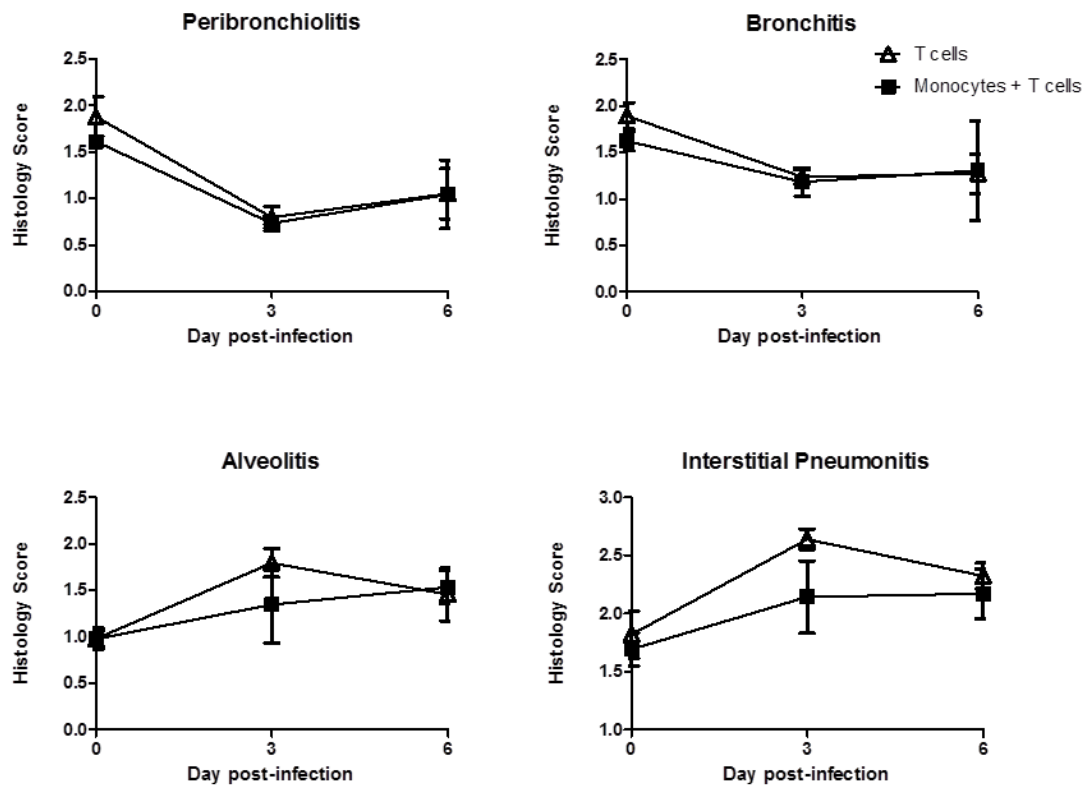 Peribronchiolitis
Histology Score
2.5
2.0
1.5
1.0
0.5
0.0
0 3 6
Day post-infection
Bronchitis
T cells
Monocytes + T cells
Histology Score
2.5
2.0
1.5
1.0
0.5
0.0
0 3 6
Day post-infection
Alveolitis
Histology Score
2.5
2.0
1.5
1.0
0.5
0.0
0 3 6
Day post-infection
Interstitial Pneumonitis
Histology Score
3.0
2.5
2.0
1.5
1.0
0 3 6
Day post-infection